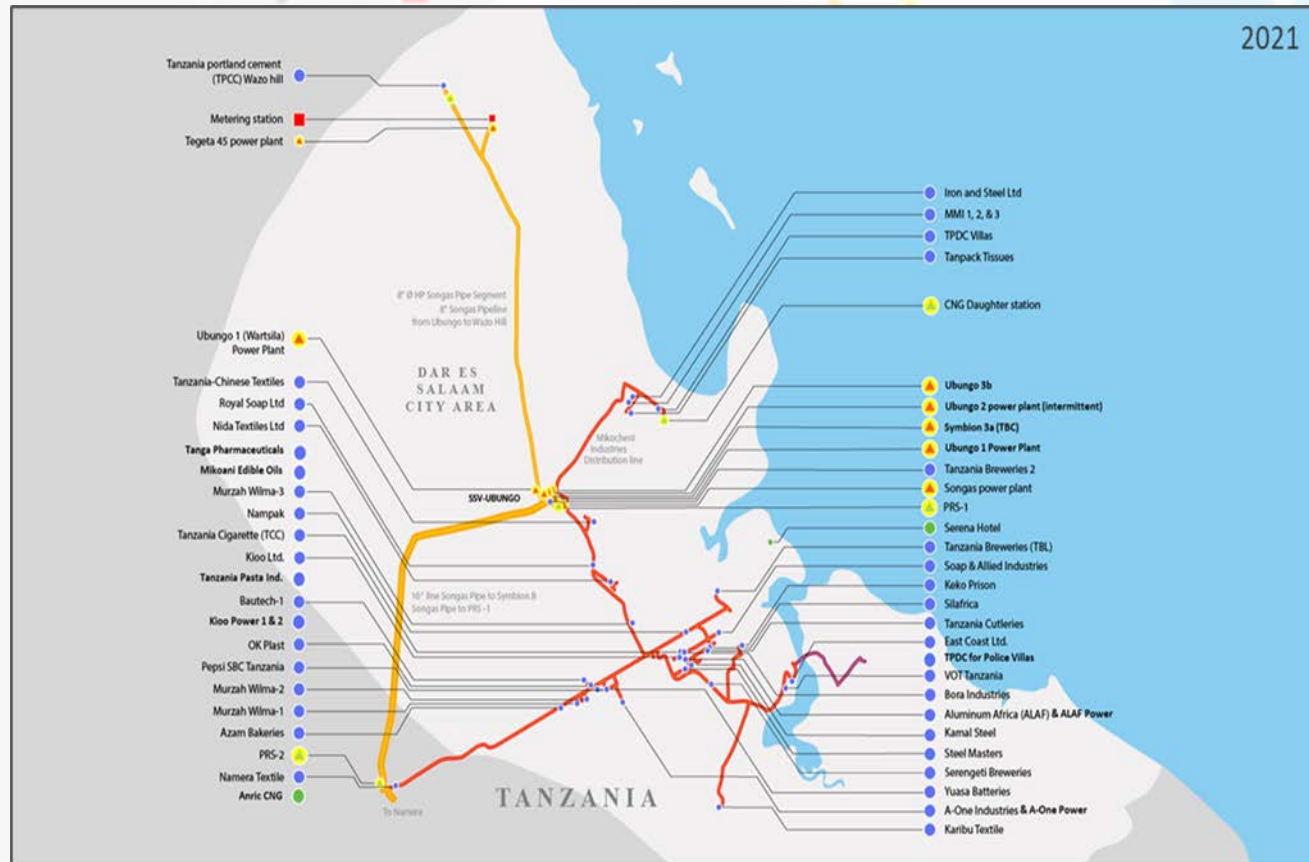 2021
Tanzania portland cement
(TPCC) Wazo hill
Metering station
Tegeta 45 power plant
8" Ø HP Songas Pipe Segment
8" Songas Pipeline
from Ubungo to Wazo Hill
Ubungo 1 (Wartsila)
Power Plant
Tanzania-Chinese Textiles
Royal Soap Ltd
Nida Textiles Ltd
Tanga Pharmaceuticals
Mikoani Edible Oils
Murzah Wilma-3
Nampak
Tanzania Cigarette (TCC)
Kioo Ltd.
Tanzania Pasta Ind.
Bautech-1
Kioo Power 1 & 2
OK Plast
Pepsi SBC Tanzania
Murzah Wilma-2
Murzah Wilma-1
Azam Bakeries
PRS-2
Namera Textile
Anric CNG
DAR ES
SALAAM
CITY AREA
Mikocheni
Industries
Distribution line
SSV-UBUNGO
16" line Songas Pipe to Symbion &
Songas Pipe to PRS -1
To Namera
TANZANIA
Iron and Steel Ltd
MMI 1, 2, & 3
TPDC Villas
Tanpack Tissues
CNG Daughter station
Ubungo 3b
Ubungo 2 power plant (intermittent)
Symbion 3a (TBC)
Ubungo 1 Power Plant
Tanzania Breweries 2
Songas power plant
PRS-1
Serena Hotel
Tanzania Breweries (TBL)
Soap & Allied Industries
Keko Prison
Silafrica
Tanzania Cutleries
East Coast Ltd.
TPDC for Police Villas
VOT Tanzania
Bora Industries
Aluminum Africa (ALAF) & ALAF Power
Kamal Steel
Steel Masters
Serengeti Breweries
Yuasa Batteries
A-One Industries & A-One Power
Karibu Textile